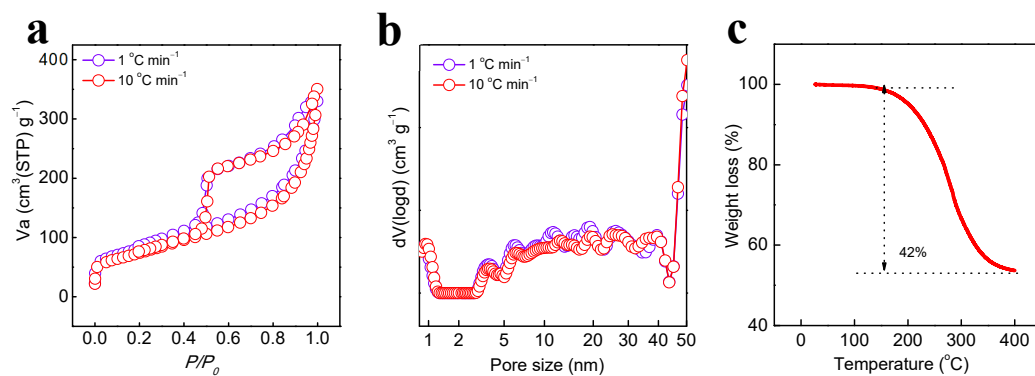 a
400
300
200
100
0
Va (cm³(STP) g⁻¹
1 °C min⁻¹
10 °C min⁻¹
0.0 0.2 0.4 0.6 0.8 1.0
P/P₀
b
dV(logd) (cm³ g⁻¹)
1 °C min⁻¹
10 °C min⁻¹
1 2 5 10 20 30 40 50
Pore size (nm)
c
100
80
60
40
Weight loss (%)
42%
0 100 200 300 400
Temperature (°C)